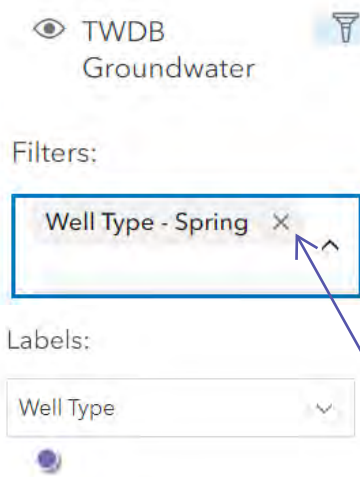 TWDB
Groundwater
Filters:
Well Type - Spring ×
Labels:
Well Type